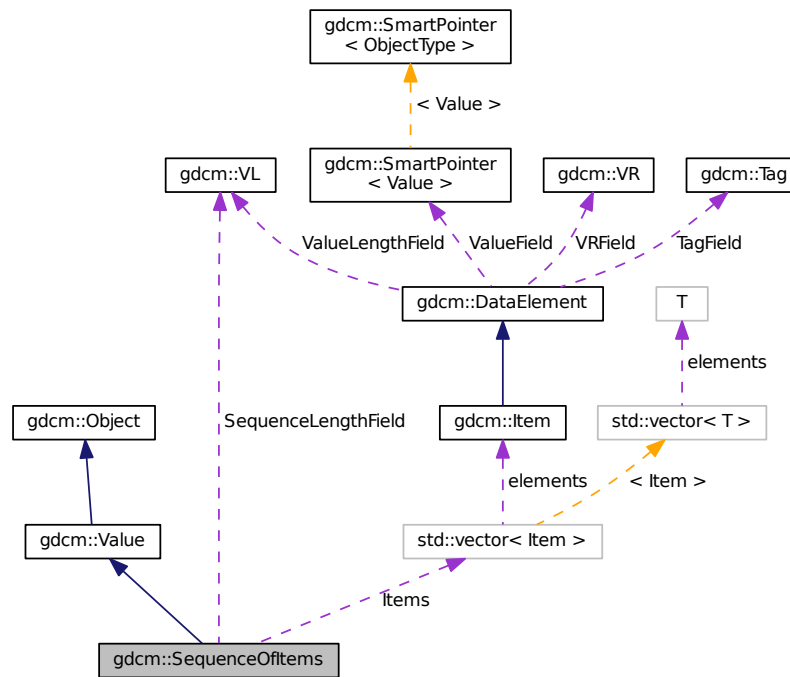 gdcm::SmartPointer
< ObjectType >
< Value >
gdcm::VL
gdcm::SmartPointer
< Value >
gdcm::VR
gdcm::Tag
ValueLengthField
ValueField
VRField
TagField
gdcm::DataElement
T
elements
gdcm::Object
SequenceLengthField
gdcm::Item
std::vector< T >
elements
< Item >
gdcm::Value
std::vector< Item >
Items
gdcm::SequenceOfItems